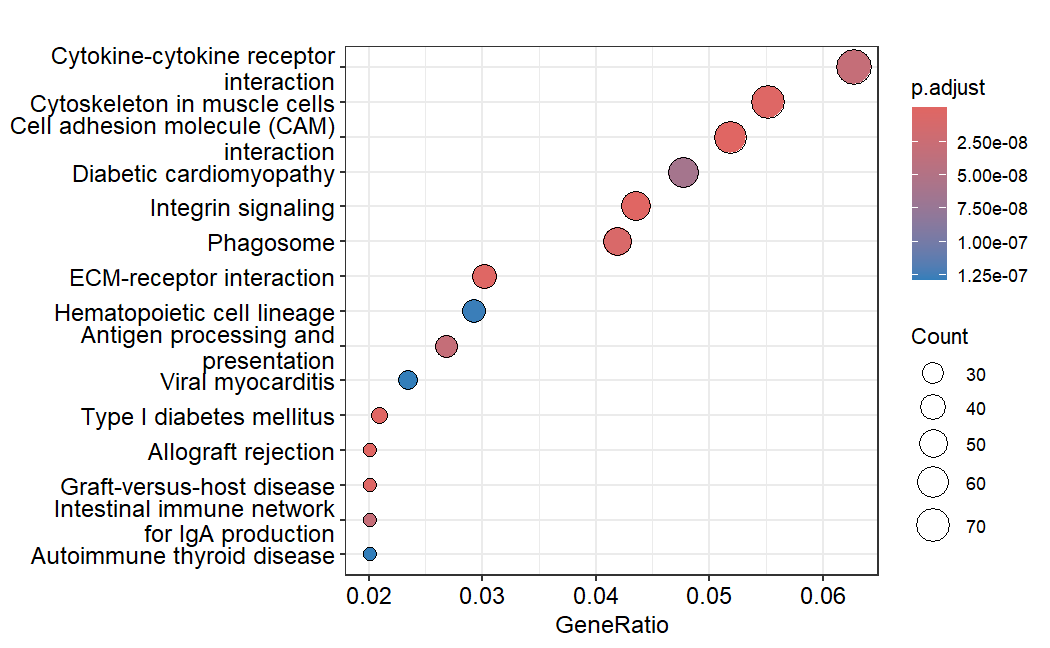 Cytokine-cytokine receptor
interaction
Cytoskeleton in muscle cells
Cell adhesion molecule (CAM)
interaction
Diabetic cardiomyopathy
Integrin signaling
Phagosome
ECM-receptor interaction
Hematopoietic cell lineage
Antigen processing and
presentation
Viral myocarditis
Type I diabetes mellitus
Allograft rejection
Graft-versus-host disease
Intestinal immune network
for IgA production
Autoimmune thyroid disease
0.02
0.03
0.04
0.05
0.06
GeneRatio
p.adjust
2.50e-08
5.00e-08
7.50e-08
1.00e-07
1.25e-07
Count
30
40
50
60
70